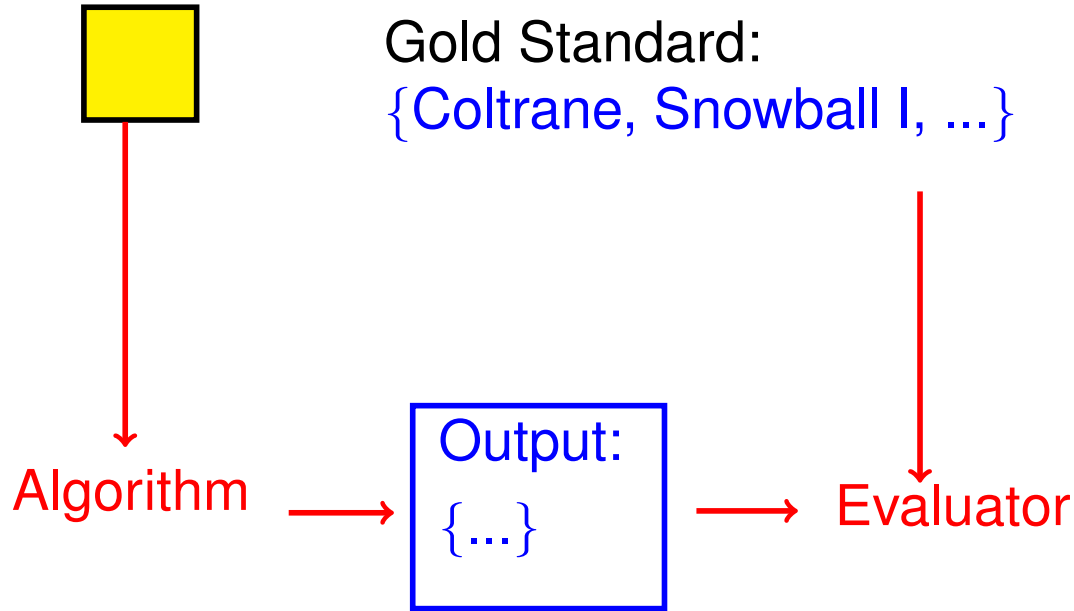 Gold Standard:
{Coltrane, Snowball I, ...}
Output:
{...}
Algorithm
Evaluator